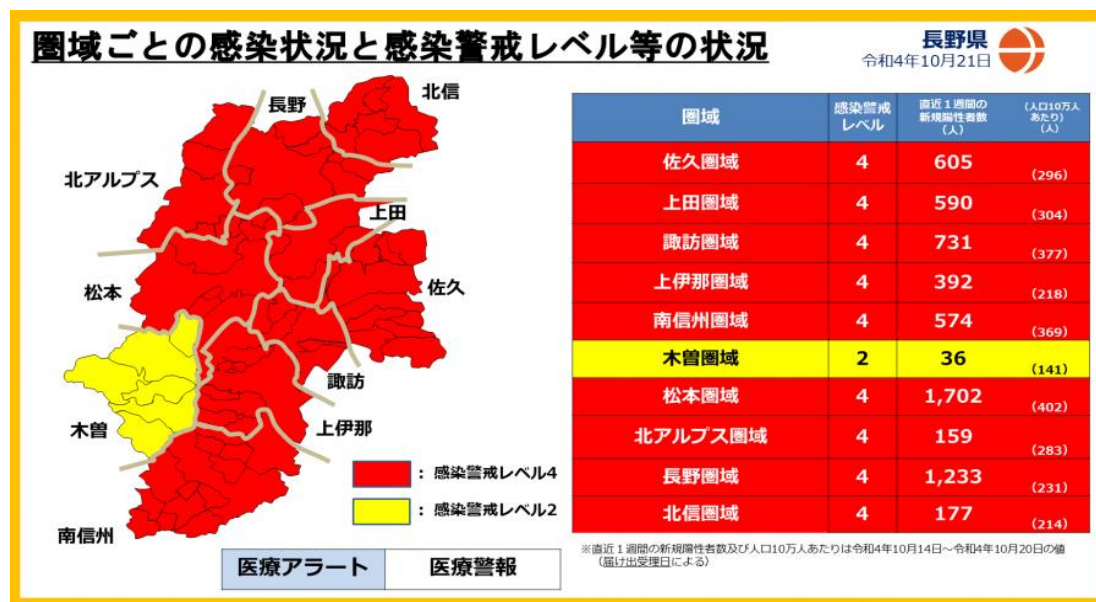 圏域ごとの感染状況と感染警戒レベル等の状況
長野県
令和4年10月21日
北信
長野
北アルプス
上田
松本
佐久
諏訪
木曽
上伊那
南信州
：感染警戒レベル4
：感染警戒レベル2
医療アラート 医療警報
圏域 感染警戒レベル 直近１週間の新規陽性者数（人） （人口10万人あたり）（人）
佐久圏域 4 605 （296）
上田圏域 4 590 （304）
諏訪圏域 4 731 （377）
上伊那圏域 4 392 （218）
南信州圏域 4 574 （369）
木曽圏域 2 36 （141）
松本圏域 4 1,702 （402）
北アルプス圏域 4 159 （283）
長野圏域 4 1,233 （231）
北信圏域 4 177 （214）
※直近１週間の新規陽性者数及び人口10万人あたりは令和4年10月14日～令和4年10月20日の値
（届け出受理日による）